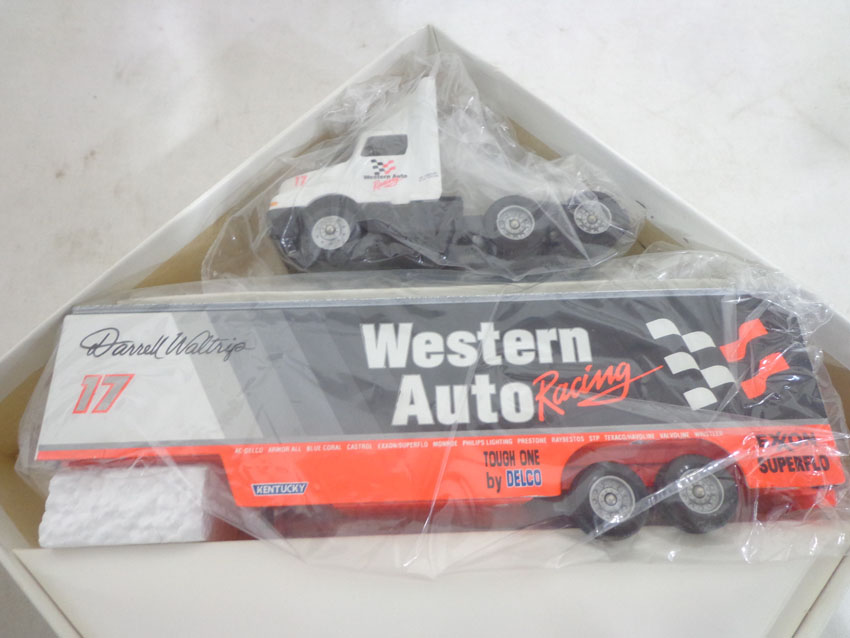 17
Western Auto
Racing
Darrell Waltrip
17
Western
Auto Racing
AC-DELCO ARMOR ALL BLUE CORAL CASTROL EXXON/SUPERFLO MONROE PHILIPS LIGHTING PRESTONE RAYBESTOS STP TEXACO/HAVOLINE VALVOLINE WHISTLER
TOUGH ONE
by DELCO
EXXON
SUPERFLO
KENTUCKY